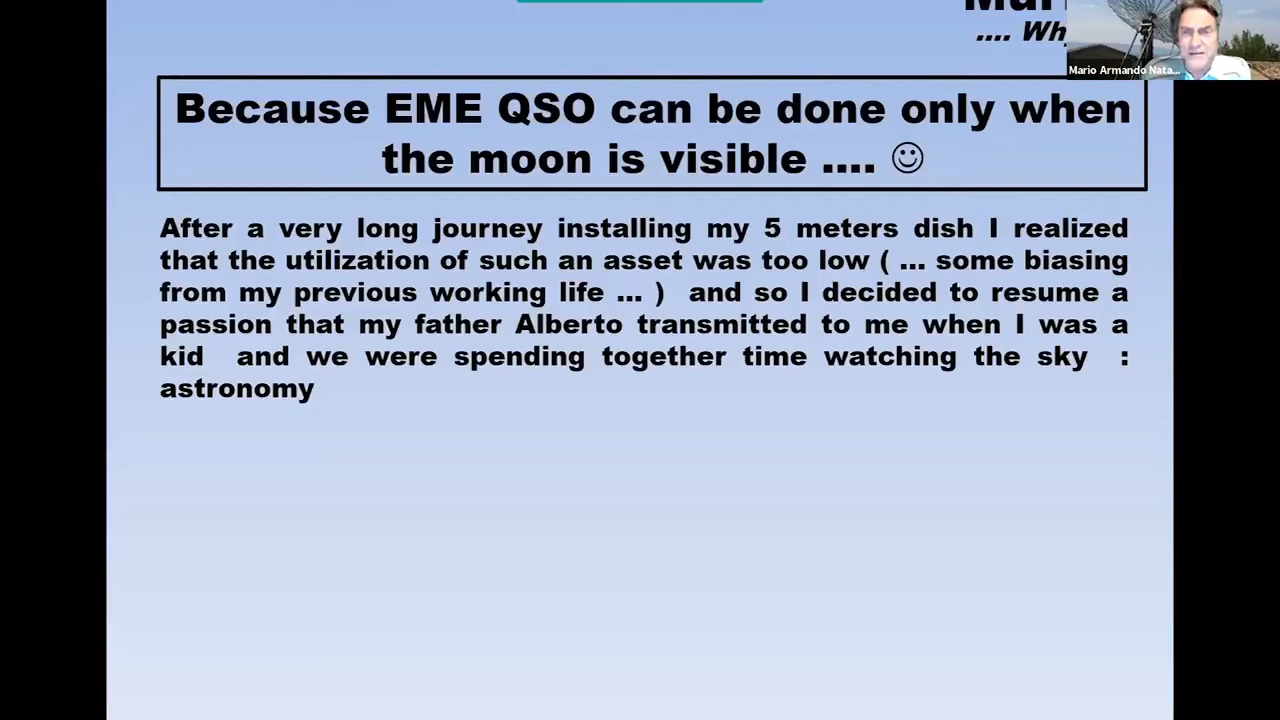 .... Wh
Mario Armando Nata...
Because EME QSO can be done only when
the moon is visible .... ☺
After a very long journey installing my 5 meters dish I realized
that the utilization of such an asset was too low ( ... some biasing
from my previous working life ... )  and so I decided to resume a
passion that my father Alberto transmitted to me when I was a
kid  and we were spending together time watching the sky  :
astronomy